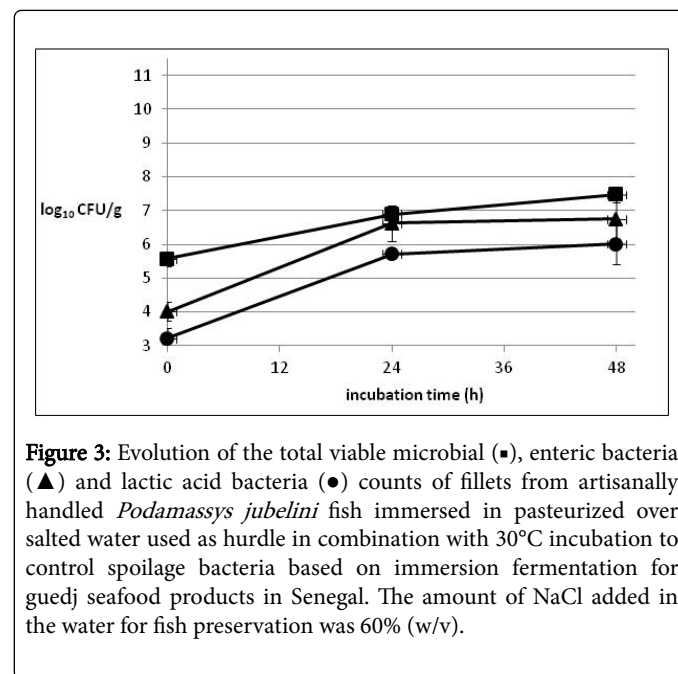 11
10
9
8
log₁₀ CFU/g 7
6
5
4
3
0 12 24 36 48
incubation time (h)
Figure 3: Evolution of the total viable microbial (▪), enteric bacteria
(▲) and lactic acid bacteria (●) counts of fillets from artisanally
handled Podamassys jubelini fish immersed in pasteurized over
salted water used as hurdle in combination with 30°C incubation to
control spoilage bacteria based on immersion fermentation for
guedj seafood products in Senegal. The amount of NaCl added in
the water for fish preservation was 60% (w/v).